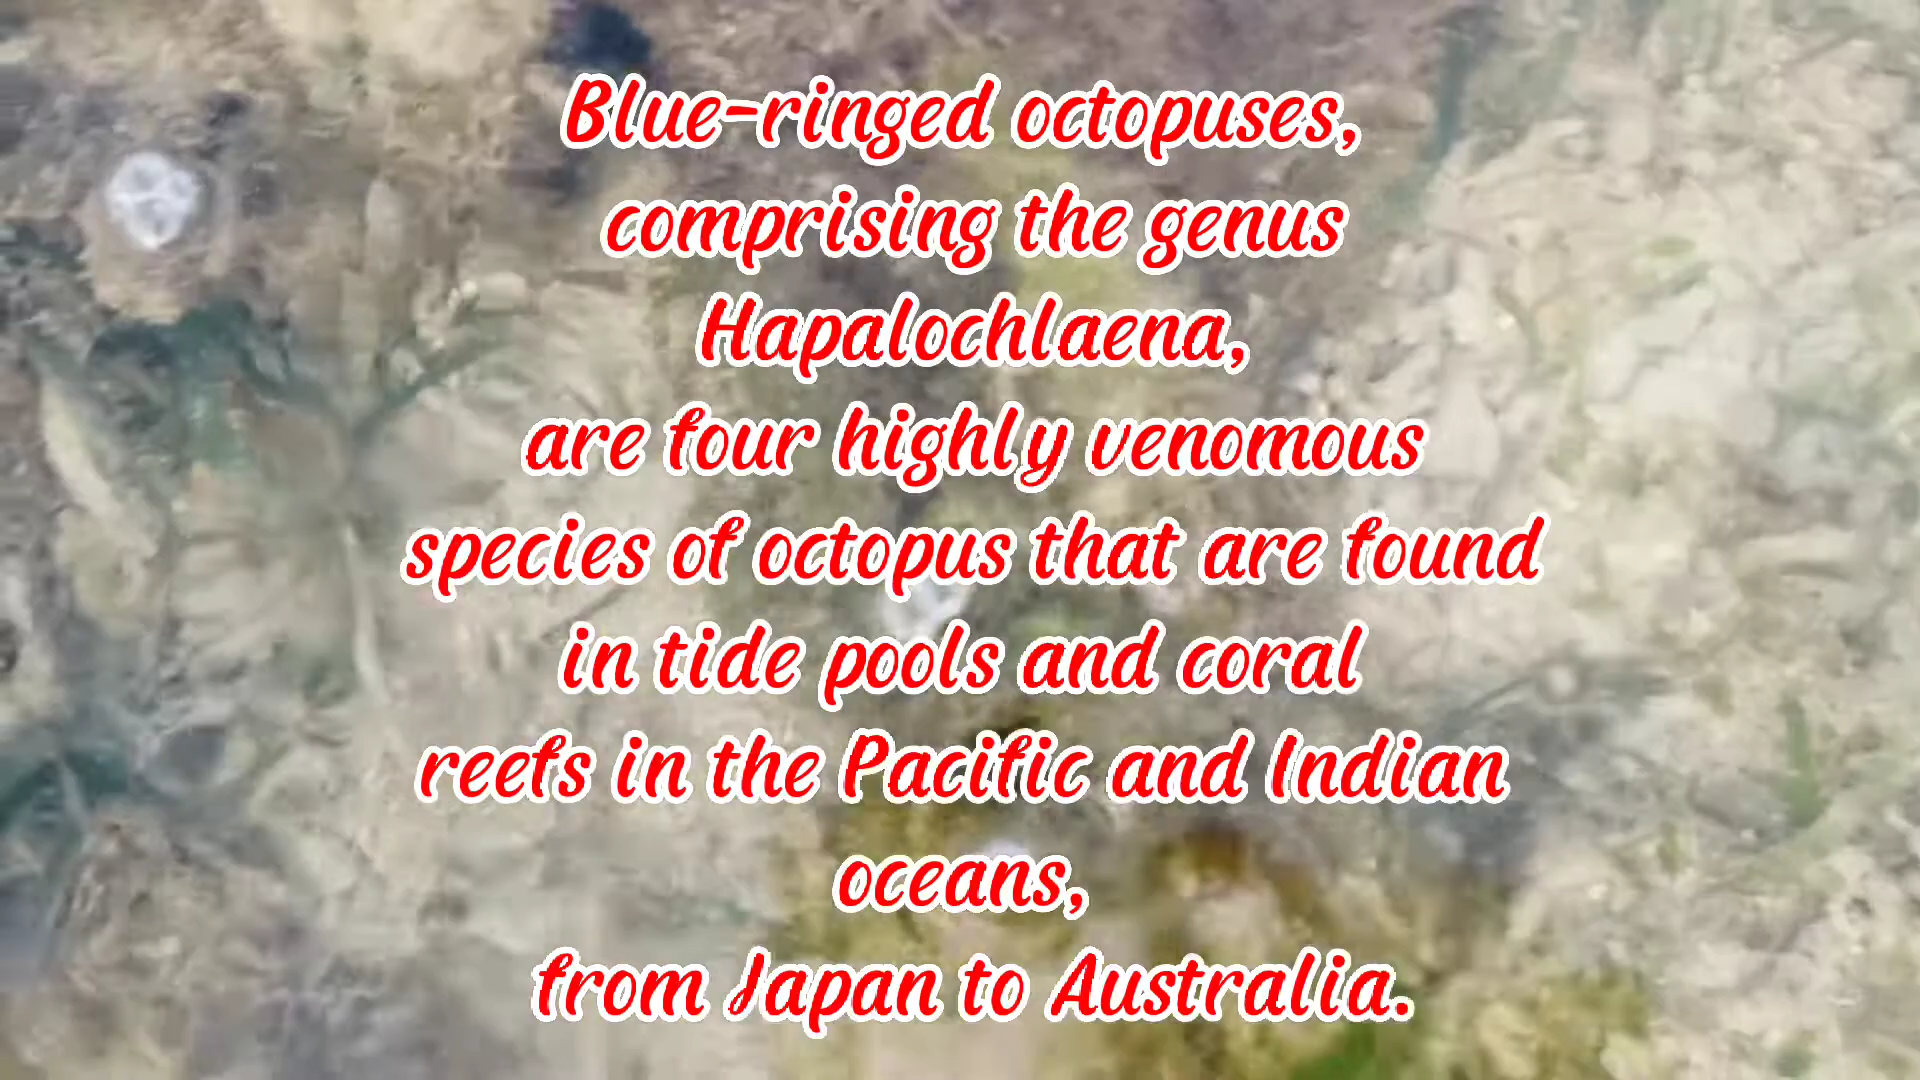 Blue-ringed octopuses,
comprising the genus
Hapalochlaena,
are four highly venomous
species of octopus that are found
in tide pools and coral
reefs in the Pacific and Indian
oceans,
from Japan to Australia.